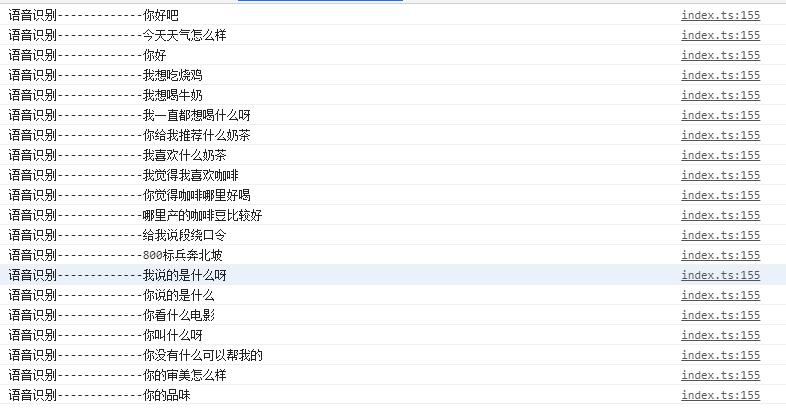 语音识别-------------你好吧 index.ts:155
语音识别-------------今天天气怎么样 index.ts:155
语音识别-------------你好 index.ts:155
语音识别-------------我想吃烧鸡 index.ts:155
语音识别-------------我想喝牛奶 index.ts:155
语音识别-------------我一直都想喝什么呀 index.ts:155
语音识别-------------你给我推荐什么奶茶 index.ts:155
语音识别-------------我喜欢什么奶茶 index.ts:155
语音识别-------------我觉得我喜欢咖啡 index.ts:155
语音识别-------------你觉得咖啡哪里好喝 index.ts:155
语音识别-------------哪里产的咖啡豆比较好 index.ts:155
语音识别-------------给我说段绕口令 index.ts:155
语音识别-------------800标兵奔北坡 index.ts:155
语音识别-------------我说的是什么呀 index.ts:155
语音识别-------------你说的是什么 index.ts:155
语音识别-------------你看什么电影 index.ts:155
语音识别-------------你叫什么呀 index.ts:155
语音识别-------------你没有什么可以帮我的 index.ts:155
语音识别-------------你的审美怎么样 index.ts:155
语音识别-------------你的品味 index.ts:155